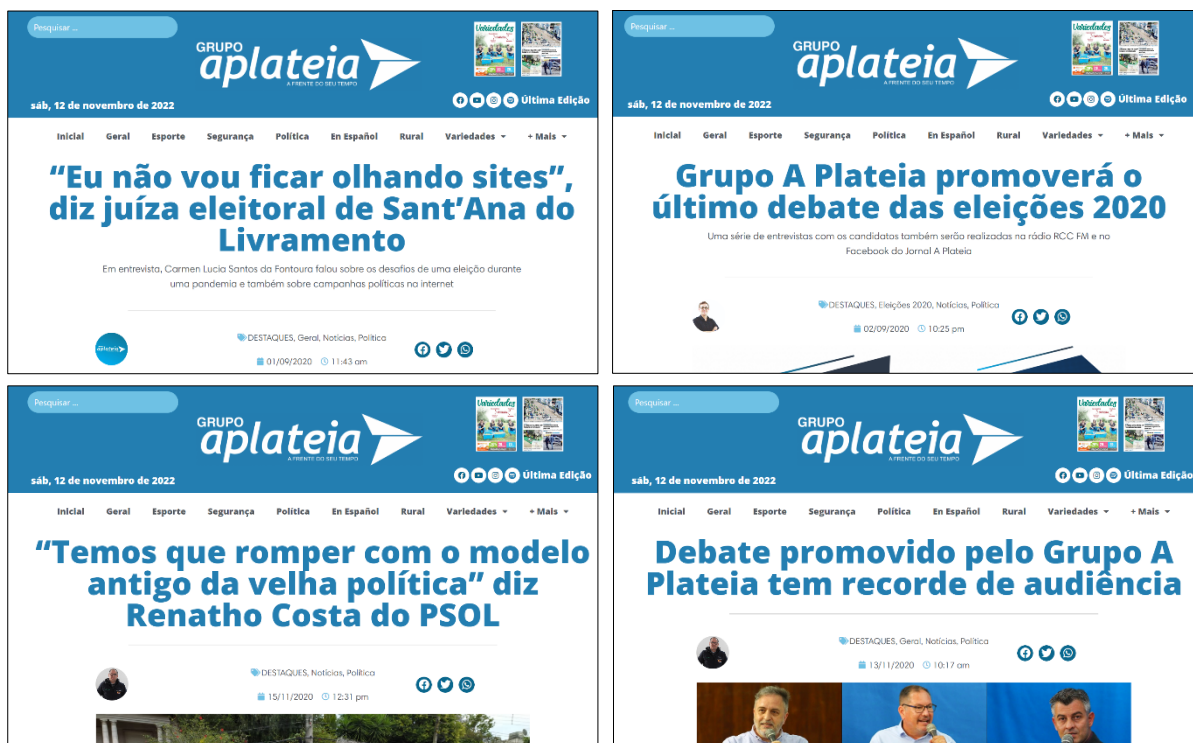 Pesquisar ...
GRUPO
aplateia
A FRENTE DO SEU TEMPO
Variedades
sáb, 12 de novembro de 2022
Última Edição
Inicial Geral Esporte Segurança Política En Español Rural Variedades + Mais
“Eu não vou ficar olhando sites”,
diz juíza eleitoral de Sant’Ana do
Livramento
Em entrevista, Carmen Lucia Santos da Fontoura falou sobre os desafios de uma eleição durante
uma pandemia e também sobre campanhas políticas na internet
aplateia
DESTAQUES, Geral, Notícias, Política
01/09/2020 11:43 am
Pesquisar ...
GRUPO
aplateia
A FRENTE DO SEU TEMPO
Variedades
sáb, 12 de novembro de 2022
Última Edição
Inicial Geral Esporte Segurança Política En Español Rural Variedades + Mais
Grupo A Plateia promoverá o
último debate das eleições 2020
Uma série de entrevistas com os candidatos também serão realizadas na rádio RCC FM e no
Facebook do Jornal A Plateia
DESTAQUES, Eleições 2020, Notícias, Política
02/09/2020 10:25 pm
Pesquisar ...
GRUPO
aplateia
A FRENTE DO SEU TEMPO
Variedades
sáb, 12 de novembro de 2022
Última Edição
Inicial Geral Esporte Segurança Política En Español Rural Variedades + Mais
“Temos que romper com o modelo
antigo da velha política” diz
Renatho Costa do PSOL
DESTAQUES, Notícias, Política
15/11/2020 12:31 pm
Pesquisar ...
GRUPO
aplateia
A FRENTE DO SEU TEMPO
Variedades
sáb, 12 de novembro de 2022
Última Edição
Inicial Geral Esporte Segurança Política En Español Rural Variedades + Mais
Debate promovido pelo Grupo A
Plateia tem recorde de audiência
DESTAQUES, Geral, Notícias, Política
13/11/2020 10:17 am